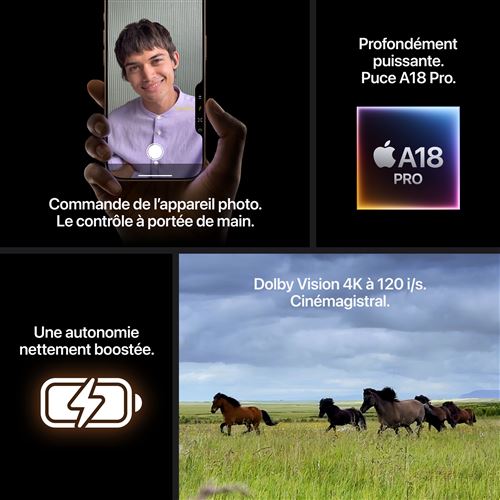 Commande de l’appareil photo.
Le contrôle à portée de main.
Profondément
puissante.
Puce A18 Pro.
A18
PRO
Une autonomie
nettement boostée.
Dolby Vision 4K à 120 i/s.
Cinémagistral.